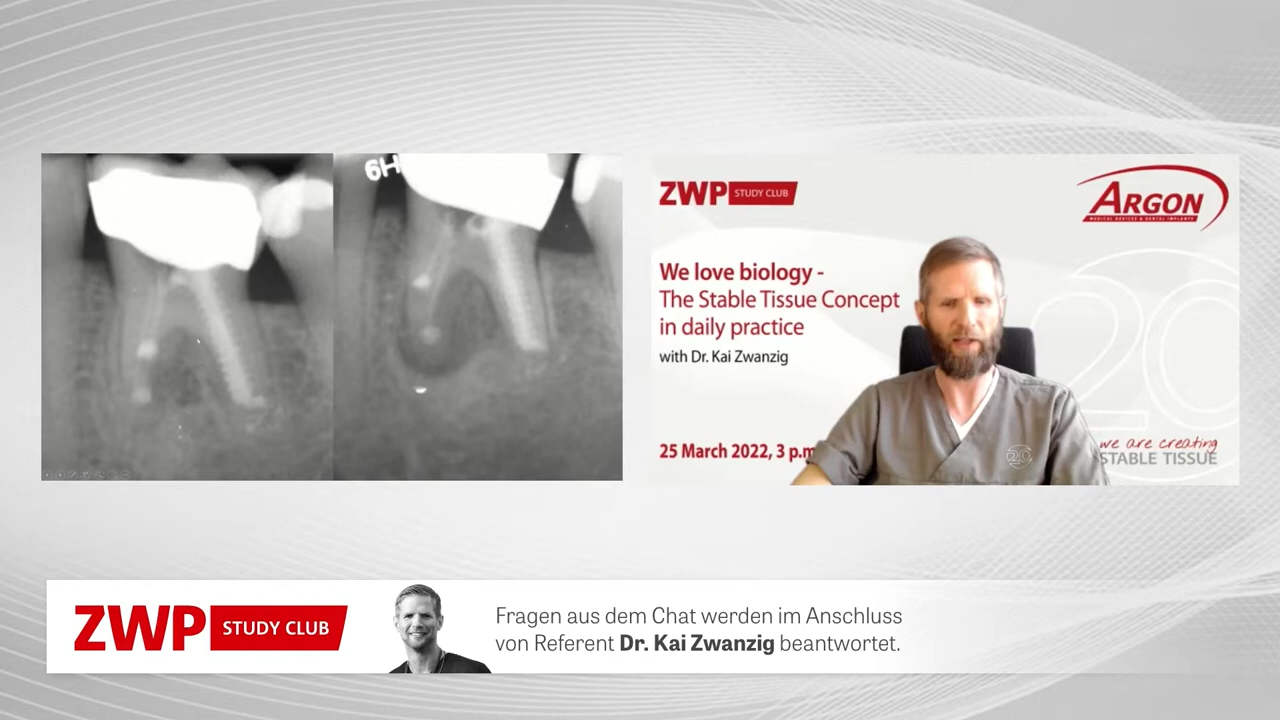 6H
ZWP STUDY CLUB
ARGON
MEDICAL DEVICES & DENTAL IMPLANTS
We love biology -
The Stable Tissue Concept
in daily practice
with Dr. Kai Zwanzig
25 March 2022, 3 p.m
20
20
we are creating
STABLE TISSUE
ZWP STUDY CLUB
Fragen aus dem Chat werden im Anschluss
von Referent Dr. Kai Zwanzig beantwortet.